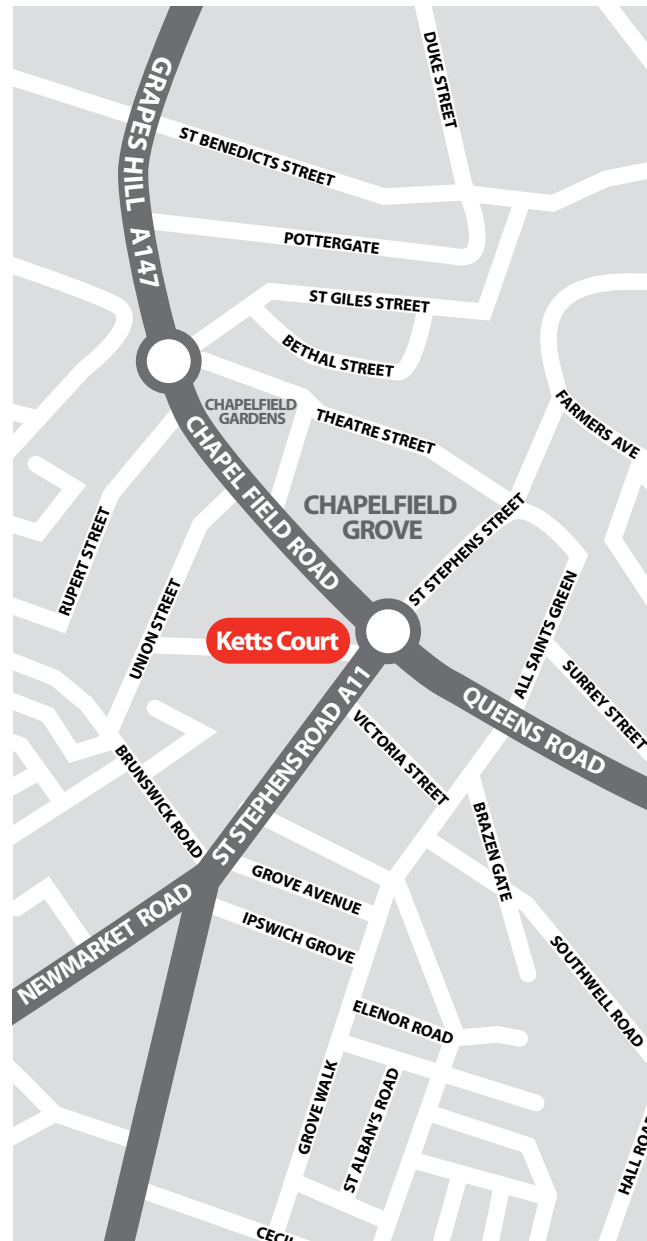 DUKE STREET
GRAPES HILL A147
ST BENEDICTS STREET
POTTERGATE
ST GILES STREET
BETHAL STREET
CHAPELFIELD
GARDENS
THEATRE STREET
FARMERS AVE
CHAPEL FIELD ROAD
CHAPELFIELD
GROVE
ST STEPHENS STREET
RUPERT STREET
UNION STREET
Ketts Court
ALL SAINTS GREEN
SURREY STREET
QUEENS ROAD
ST STEPHENS ROAD A11
VICTORIA STREET
BRUNSWICK ROAD
BRAZEN GATE
GROVE AVENUE
IPSWICH GROVE
NEWMARKET ROAD
SOUTHWELL ROAD
ELENOR ROAD
GROVE WALK
ST ALBAN'S ROAD
HALL ROAD
CECIL